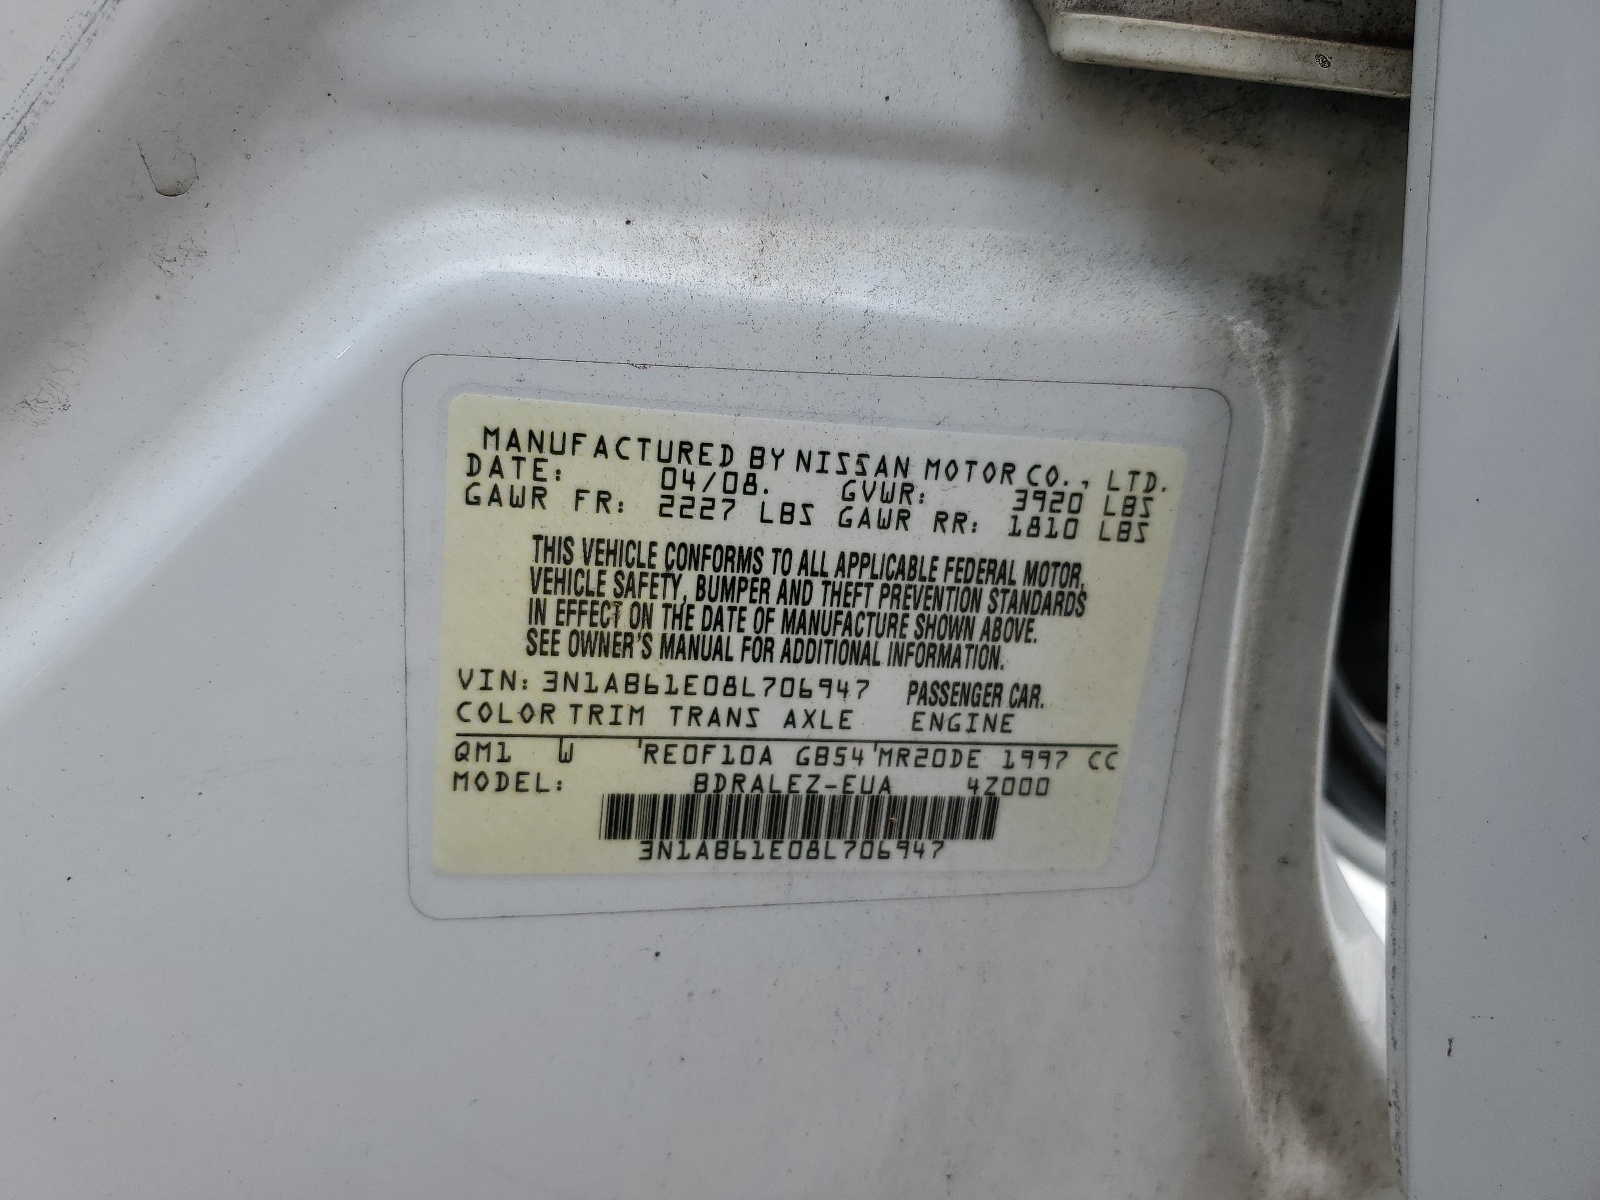 MANUFACTURED BY NISSAN MOTOR CO., LTD.
DATE: 04/08. GVWR: 3920 LBS
GAWR FR: 2227 LBS GAWR RR: 1810 LBS
THIS VEHICLE CONFORMS TO ALL APPLICABLE FEDERAL MOTOR,
VEHICLE SAFETY, BUMPER AND THEFT PREVENTION STANDARDS
IN EFFECT ON THE DATE OF MANUFACTURE SHOWN ABOVE.
SEE OWNER'S MANUAL FOR ADDITIONAL INFORMATION.
VIN: 3N1AB61E08L706947 PASSENGER CAR.
COLOR TRIM TRANS AXLE ENGINE
QM1 W 'RE0F10A GB54'MR20DE 1997 CC
MODEL: BDRALEZ-EUA 4Z000
3N1AB61E08L706947